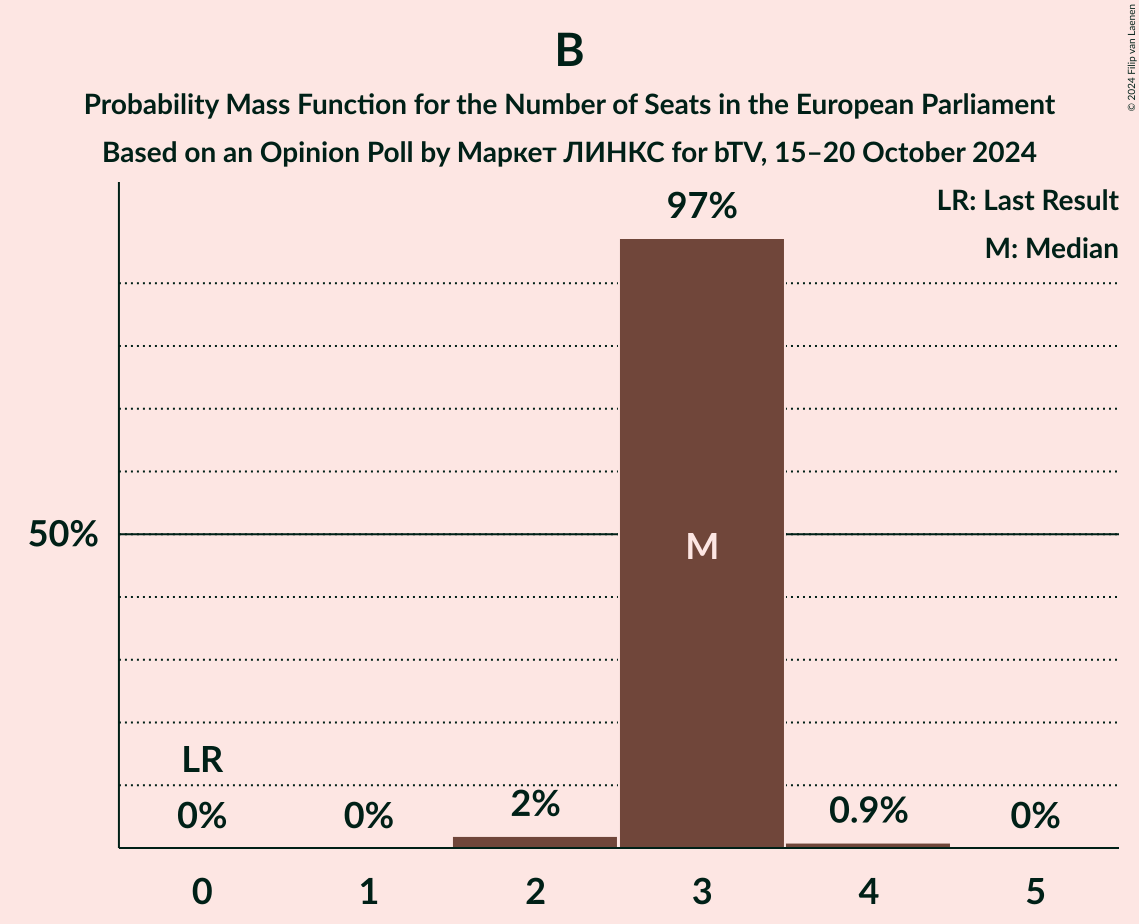 B
Probability Mass Function for the Number of Seats in the European Parliament
Based on an Opinion Poll by Маркет ЛИНКС for bTV, 15–20 October 2024
© 2024 Filip van Laenen
LR: Last Result
M: Median
97%
50%
M
LR
0%
0%
2%
0.9%
0%
0
1
2
3
4
5